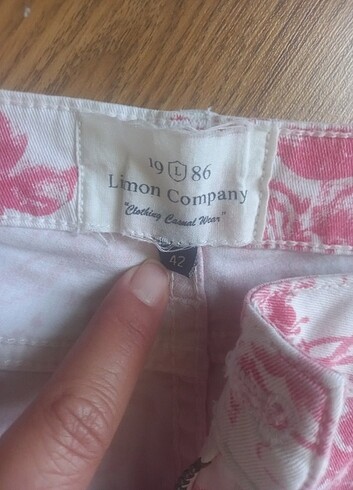 19 L 86
Limon Company
"Clothing Casual Wear"
42